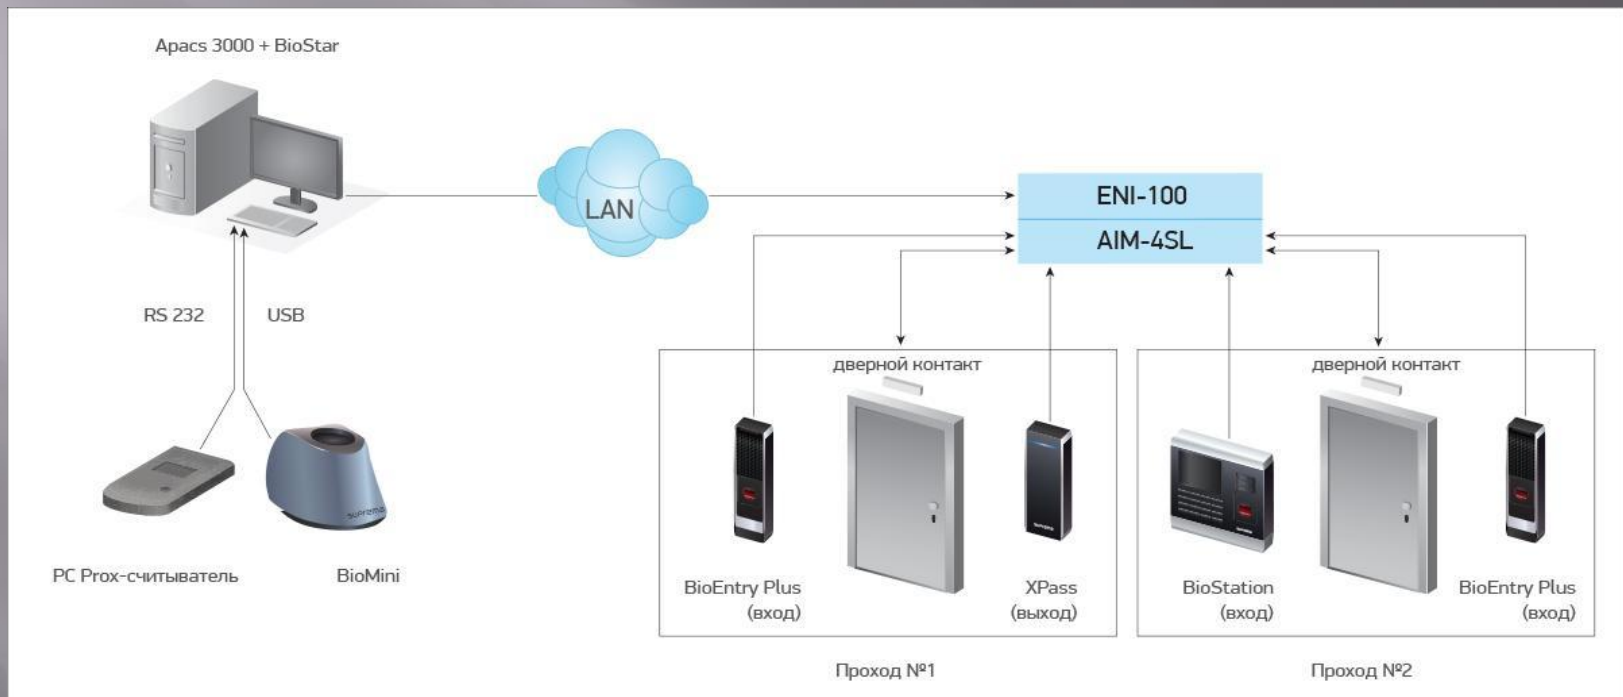 Apacs 3000 + BioStar
LAN
ENI-100
AIM-4SL
RS 232
USB
дверной контакт
дверной контакт
suprema
PC Prox-считыватель
BioMini
BioEntry Plus
(вход)
XPass
(выход)
BioStation
(вход)
BioEntry Plus
(вход)
Проход №1
Проход №2